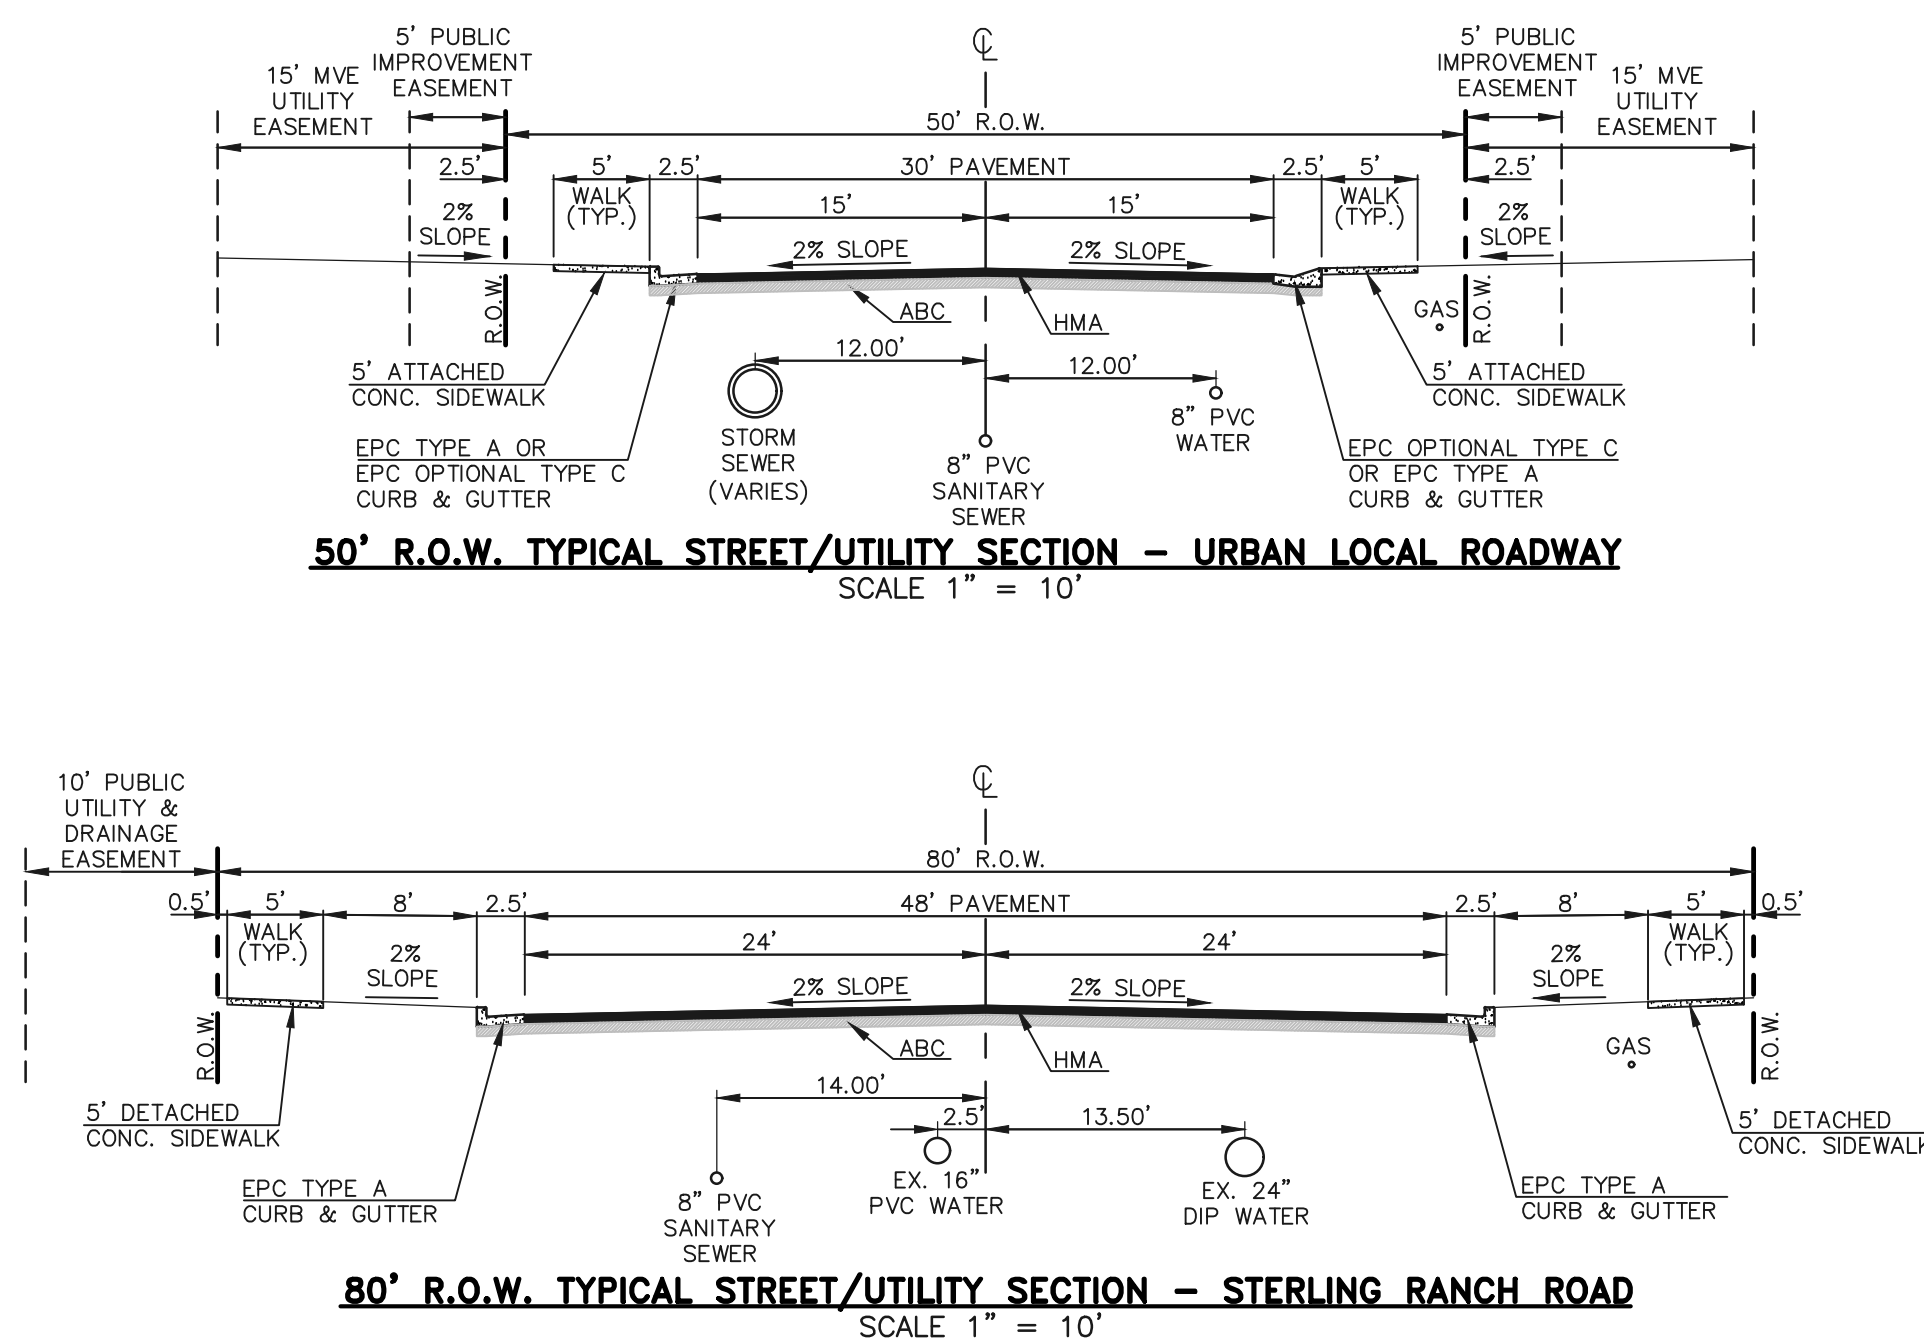 5' PUBLIC
IMPROVEMENT
EASEMENT
15' MVE
UTILITY
EASEMENT
℄
5' PUBLIC
IMPROVEMENT
EASEMENT
15' MVE
UTILITY
EASEMENT
50' R.O.W.
2.5'
5'
2.5'
30' PAVEMENT
2.5'
5'
2.5'
WALK
(TYP.)
15'
15'
WALK
(TYP.)
2%
SLOPE
2% SLOPE
2% SLOPE
2%
SLOPE
R.O.W.
ABC
HMA
GAS
R.O.W.
12.00'
12.00'
5' ATTACHED
CONC. SIDEWALK
5' ATTACHED
CONC. SIDEWALK
EPC TYPE A OR
EPC OPTIONAL TYPE C
CURB & GUTTER
STORM
SEWER
(VARIES)
8" PVC
SANITARY
SEWER
8" PVC
WATER
EPC OPTIONAL TYPE C
OR EPC TYPE A
CURB & GUTTER
50' R.O.W. TYPICAL STREET/UTILITY SECTION - URBAN LOCAL ROADWAY
SCALE 1" = 10'
10' PUBLIC
UTILITY &
DRAINAGE
EASEMENT
℄
80' R.O.W.
0.5'
5'
8'
2.5'
48' PAVEMENT
2.5'
8'
5'
0.5'
WALK
(TYP.)
24'
24'
WALK
(TYP.)
2%
SLOPE
2% SLOPE
2% SLOPE
2%
SLOPE
R.O.W.
ABC
HMA
GAS
R.O.W.
14.00'
2.5'
13.50'
5' DETACHED
CONC. SIDEWALK
5' DETACHED
CONC. SIDEWALK
EPC TYPE A
CURB & GUTTER
8" PVC
SANITARY
SEWER
EX. 16"
PVC WATER
EX. 24"
DIP WATER
EPC TYPE A
CURB & GUTTER
80' R.O.W. TYPICAL STREET/UTILITY SECTION - STERLING RANCH ROAD
SCALE 1" = 10'